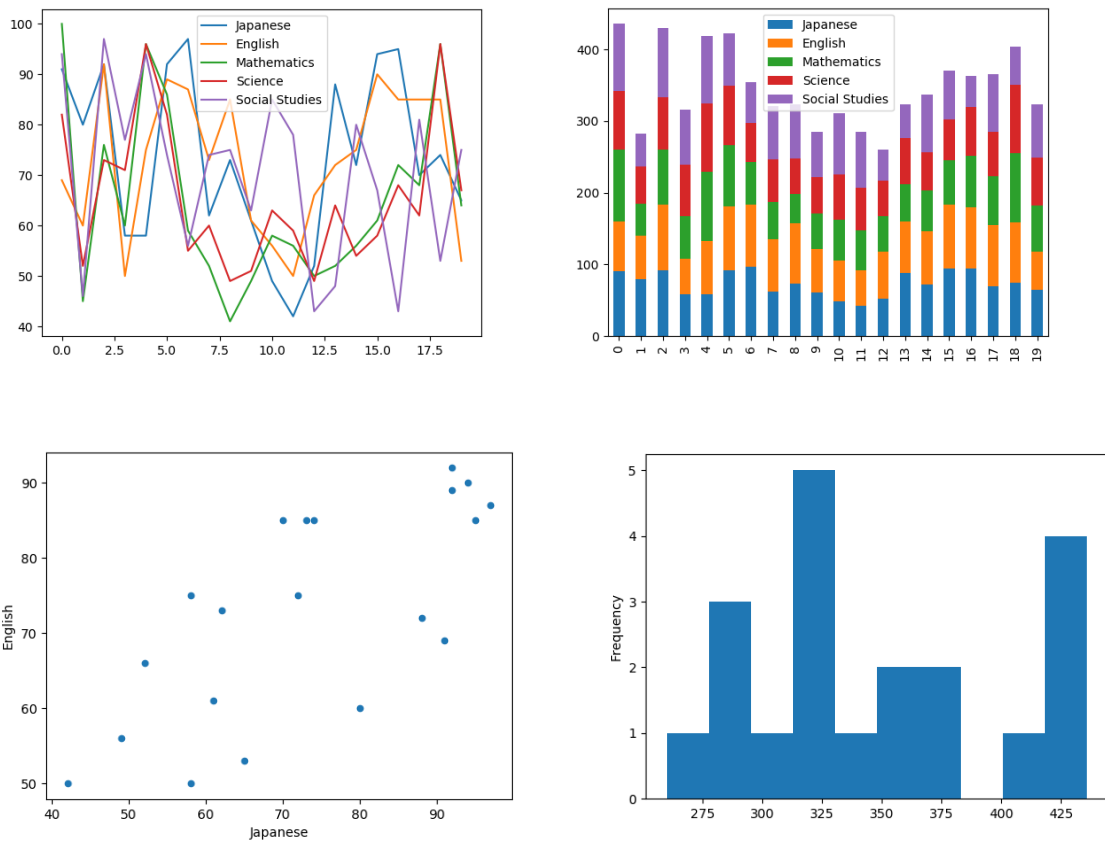 100
90
80
70
60
50
40
0.0 2.5 5.0 7.5 10.0 12.5 15.0 17.5
Japanese
English
Mathematics
Science
Social Studies
400
300
200
100
0
0 1 2 3 4 5 6 7 8 9 10 11 12 13 14 15 16 17 18 19
Japanese
English
Mathematics
Science
Social Studies
90
80
70
60
50
English
40 50 60 70 80 90
Japanese
5
4
3
2
1
0
Frequency
275 300 325 350 375 400 425